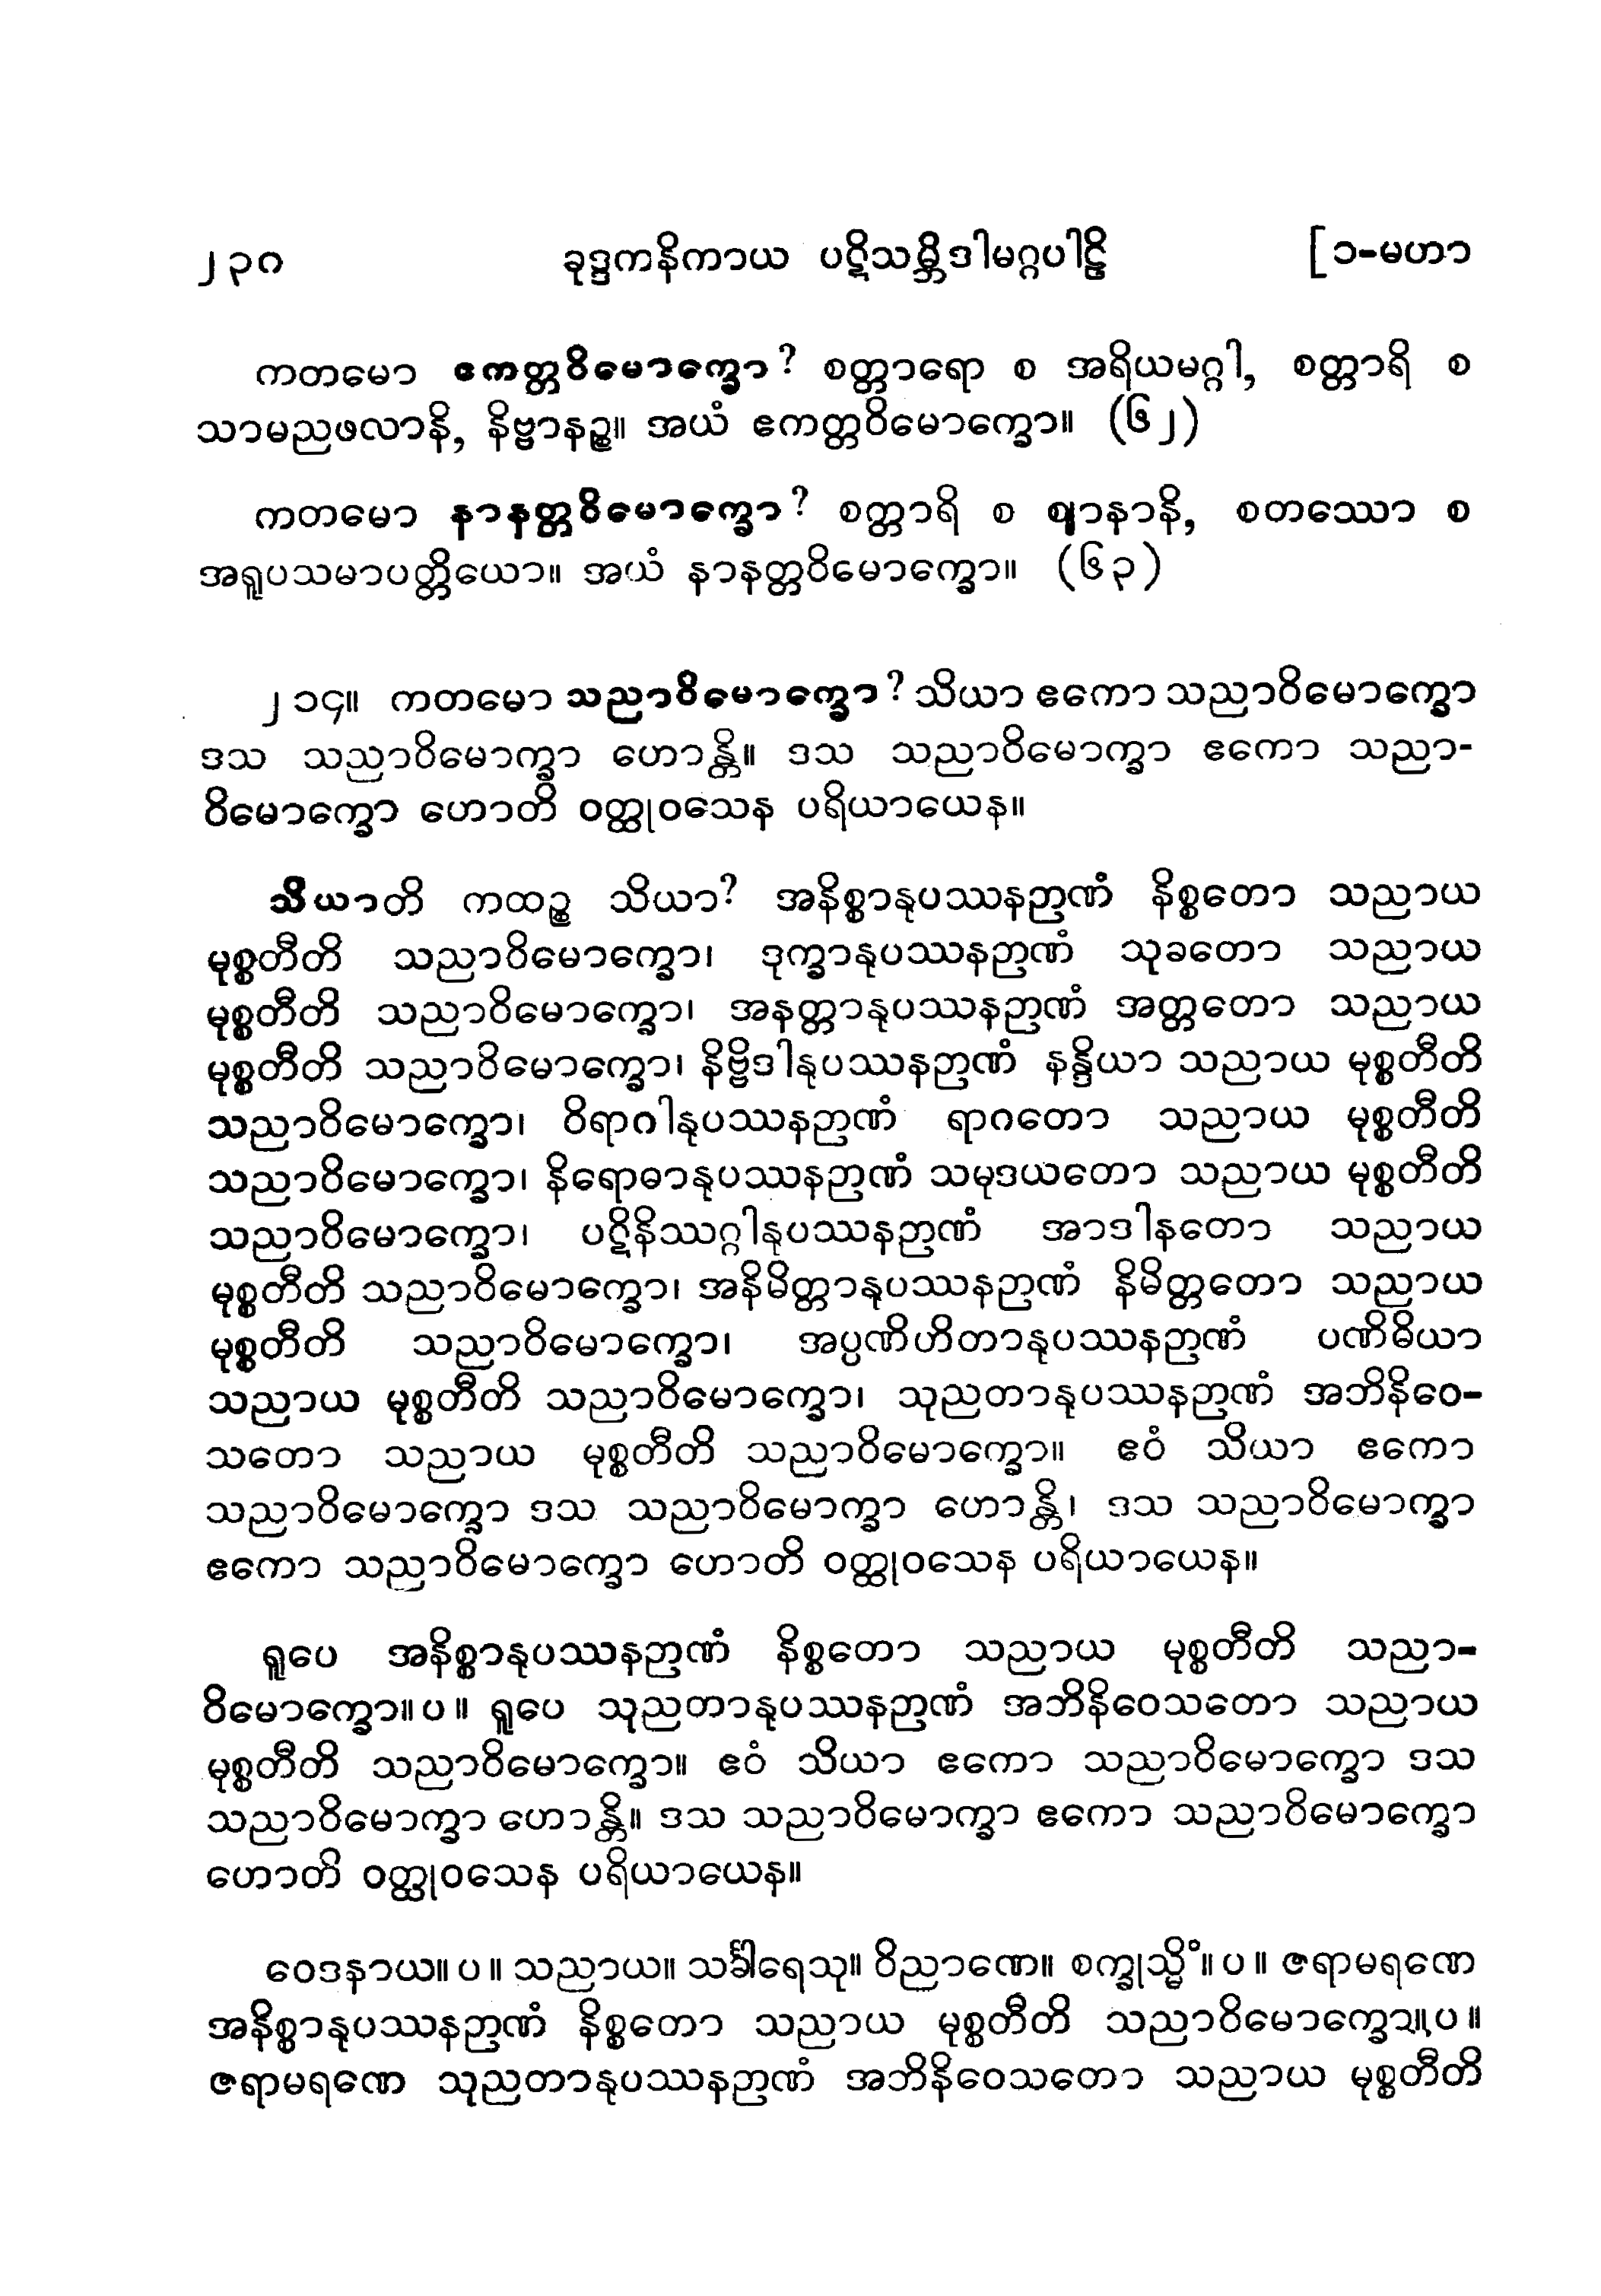 ၂၃ဂ ခုဒ္ဒကနိကာယ ပဋိသမ္ဘိဒါမဂ္ဂပါဠိ [၁-မဟာ
ကတမော ဧကတ္တဝိမောက္ခော? စတ္တာရော စ အရိယမဂ္ဂါ, စတ္တာရိ စ
သာမညဖလာနိ, နိဗ္ဗာနဉ္စ။ အယံ ဧကတ္တဝိမောက္ခော။ (၆၂)
ကတမော နာနတ္တဝိမောက္ခော? စတ္တာရိ စ ဈာနာနိ, စတသော စ
အရူပသမာပတ္တိယော။ အယံ နာနတ္တဝိမောက္ခော။ (၆၃)
၂၁၄။ ကတမော သညာဝိမောက္ခော? သိယာ ဧကော သညာဝိမောက္ခော
ဒသ သညာဝိမောက္ခာ ဟောန္တိ။ ဒသ သညာဝိမောက္ခာ ဧကော သညာ-
ဝိမောက္ခော ဟောတိ ဝတ္ထုဝသေန ပရိယာယေန။
သိယာတိ ကထဉ္စ သိယာ? အနိစ္စာနုပဿနဉာဏံ နိစ္စတော သညာယ
မုစ္စတီတိ သညာဝိမောက္ခော၊ ဒုက္ခာနုပဿနဉာဏံ သုခတော သညာယ
မုစ္စတီတိ သညာဝိမောက္ခော၊ အနတ္တာနုပဿနဉာဏံ အတ္တတော သညာယ
မုစ္စတီတိ သညာဝိမောက္ခော၊ နိဗ္ဗိဒါနုပဿနဉာဏံ နန္ဒိယာ သညာယ မုစ္စတီတိ
သညာဝိမောက္ခော၊ ဝိရာဂါနုပဿနဉာဏံ ရာဂတော သညာယ မုစ္စတီတိ
သညာဝိမောက္ခော၊ နိရောဓာနုပဿနဉာဏံ သမုဒယတော သညာယ မုစ္စတီတိ
သညာဝိမောက္ခော၊ ပဋိနိဿဂ္ဂါနုပဿနဉာဏံ အာဒါနတော သညာယ
မုစ္စတီတိ သညာဝိမောက္ခော၊ အနိမိတ္တာနုပဿနဉာဏံ နိမိတ္တတော သညာယ
မုစ္စတီတိ သညာဝိမောက္ခော၊ အပ္ပဏိဟိတာနုပဿနဉာဏံ ပဏိဓိယာ
သညာယ မုစ္စတီတိ သညာဝိမောက္ခော၊ သုညတာနုပဿနဉာဏံ အဘိနိဝေ-
သတော သညာယ မုစ္စတီတိ သညာဝိမောက္ခော။ ဧဝံ သိယာ ဧကော
သညာဝိမောက္ခော ဒသ သညာဝိမောက္ခာ ဟောန္တိ၊ ဒသ သညာဝိမောက္ခာ
ဧကော သညာဝိမောက္ခော ဟောတိ ဝတ္ထုဝသေန ပရိယာယေန။
ရူပေ အနိစ္စာနုပဿနဉာဏံ နိစ္စတော သညာယ မုစ္စတီတိ သညာ-
ဝိမောက္ခော။ပ။ ရူပေ သုညတာနုပဿနဉာဏံ အဘိနိဝေသတော သညာယ
မုစ္စတီတိ သညာဝိမောက္ခော။ ဧဝံ သိယာ ဧကော သညာဝိမောက္ခော ဒသ
သညာဝိမောက္ခာ ဟောန္တိ။ ဒသ သညာဝိမောက္ခာ ဧကော သညာဝိမောက္ခော
ဟောတိ ဝတ္ထုဝသေန ပရိယာယေန။
ဝေဒနာယ။ပ။ သညာယ။ သင်္ခါရေသု။ ဝိညာဏေ။ စက္ခုသ္မိံ။ပ။ ဇရာမရဏေ
အနိစ္စာနုပဿနဉာဏံ နိစ္စတော သညာယ မုစ္စတီတိ သညာဝိမောက္ခော။ပ။
ဇရာမရဏေ သုညတာနုပဿနဉာဏံ အဘိနိဝေသတော သညာယ မုစ္စတီတိ